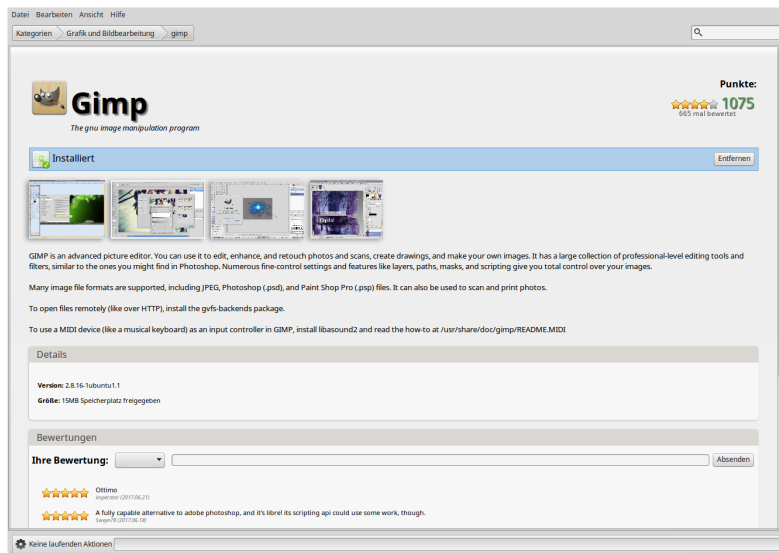 Datei Bearbeiten Ansicht Hilfe
Kategorien Grafik und Bildbearbeitung gimp
Punkte:
Gimp
1075
665 mal bewertet
The gnu image manipulation program
Installiert
Entfernen
GIMP is an advanced picture editor. You can use it to edit, enhance, and retouch photos and scans, create drawings, and make your own images. It has a large collection of professional-level editing tools and
filters, similar to the ones you might find in Photoshop. Numerous fine-control settings and features like layers, paths, masks, and scripting give you total control over your images.
Many image file formats are supported, including JPEG, Photoshop (.psd), and Paint Shop Pro (.psp) files. It can also be used to scan and print photos.
To open files remotely (like over HTTP), install the gvfs-backends package.
To use a MIDI device (like a musical keyboard) as an input controller in GIMP, install libasound2 and read the how-to at /usr/share/doc/gimp/README.MIDI
Details
Version: 2.8.16-1ubuntu1.1
Größe: 15MB Speicherplatz freigegeben
Bewertungen
Ihre Bewertung:
Absenden
Ottimo
imperator (2017.06.21)
A fully capable alternative to adobe photoshop, and it's libre! its scripting api could use some work, though.
Sweyn78 (2017.06.18)
Keine laufenden Aktionen